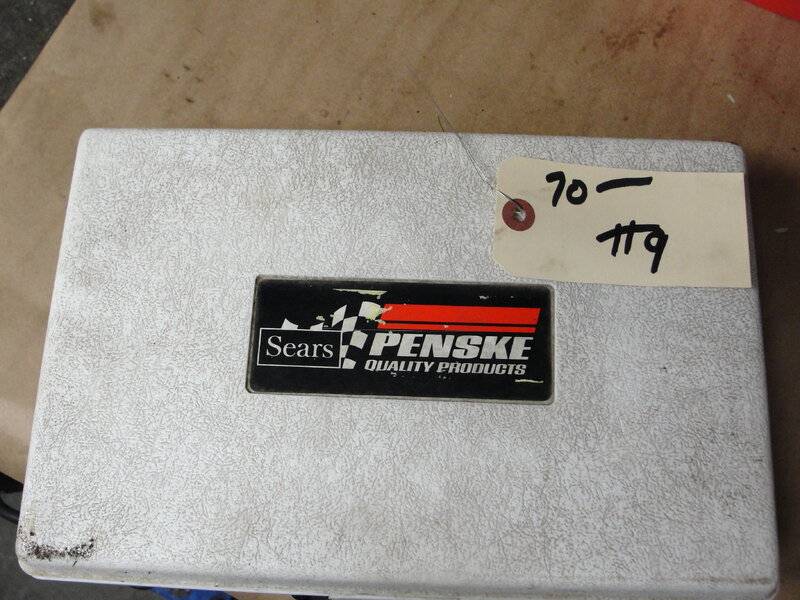 70 —
#9
Sears
PENSKE
QUALITY PRODUCTS